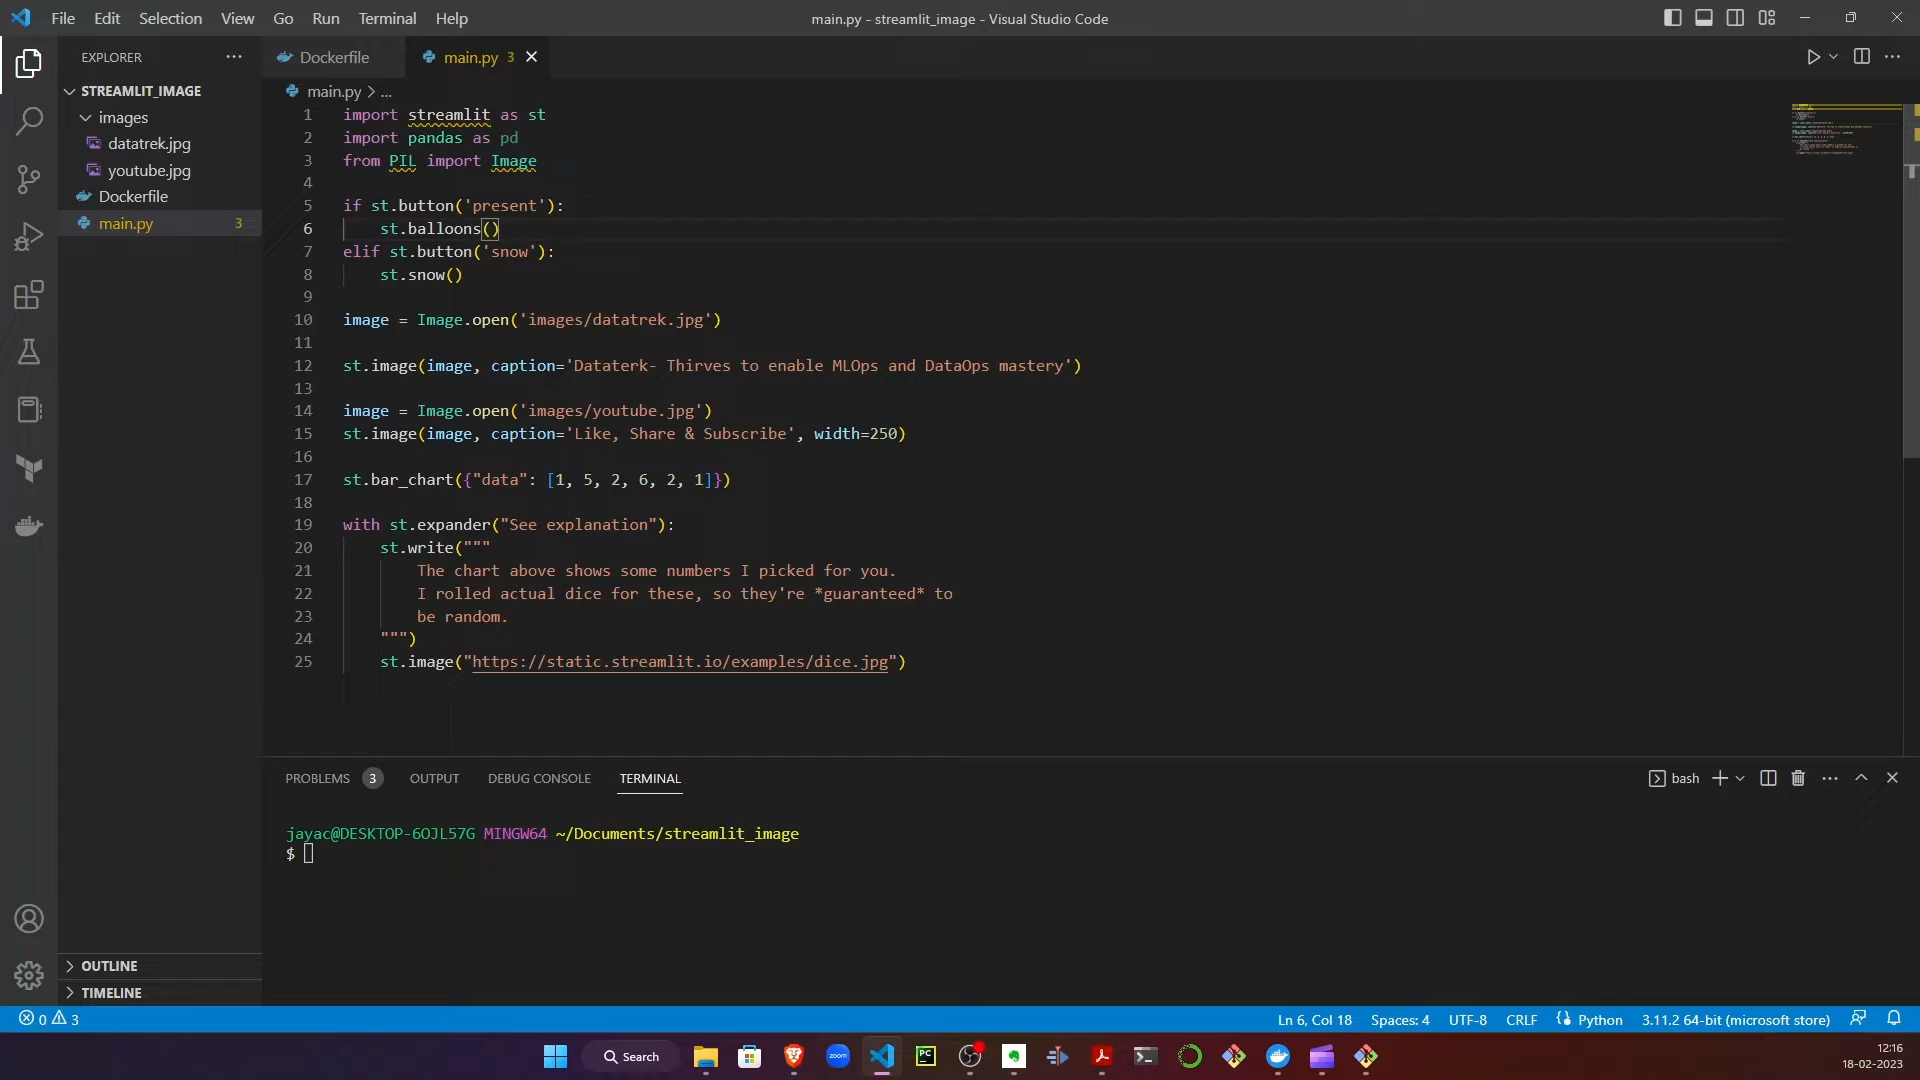 File Edit Selection View Go Run Terminal Help
main.py - streamlit_image - Visual Studio Code
EXPLORER
STREAMLIT_IMAGE
images
datatrek.jpg
youtube.jpg
Dockerfile
main.py 3
OUTLINE
TIMELINE
Dockerfile
main.py 3
main.py > ...
1 import streamlit as st
2 import pandas as pd
3 from PIL import Image
4
5 if st.button('present'):
6 st.balloons()
7 elif st.button('snow'):
8 st.snow()
9
10 image = Image.open('images/datatrek.jpg')
11
12 st.image(image, caption='Dataterk- Thirves to enable MLOps and DataOps mastery')
13
14 image = Image.open('images/youtube.jpg')
15 st.image(image, caption='Like, Share & Subscribe', width=250)
16
17 st.bar_chart({"data": [1, 5, 2, 6, 2, 1]})
18
19 with st.expander("See explanation"):
20 st.write("""
21 The chart above shows some numbers I picked for you.
22 I rolled actual dice for these, so they're *guaranteed* to
23 be random.
24 """)
25 st.image("https://static.streamlit.io/examples/dice.jpg")
PROBLEMS 3 OUTPUT DEBUG CONSOLE TERMINAL
bash
jayac@DESKTOP-6OJL57G MINGW64 ~/Documents/streamlit_image
$
0 3
Ln 6, Col 18 Spaces: 4 UTF-8 CRLF Python 3.11.2 64-bit (microsoft store)
Search
zoom
PC
12:16
18-02-2023